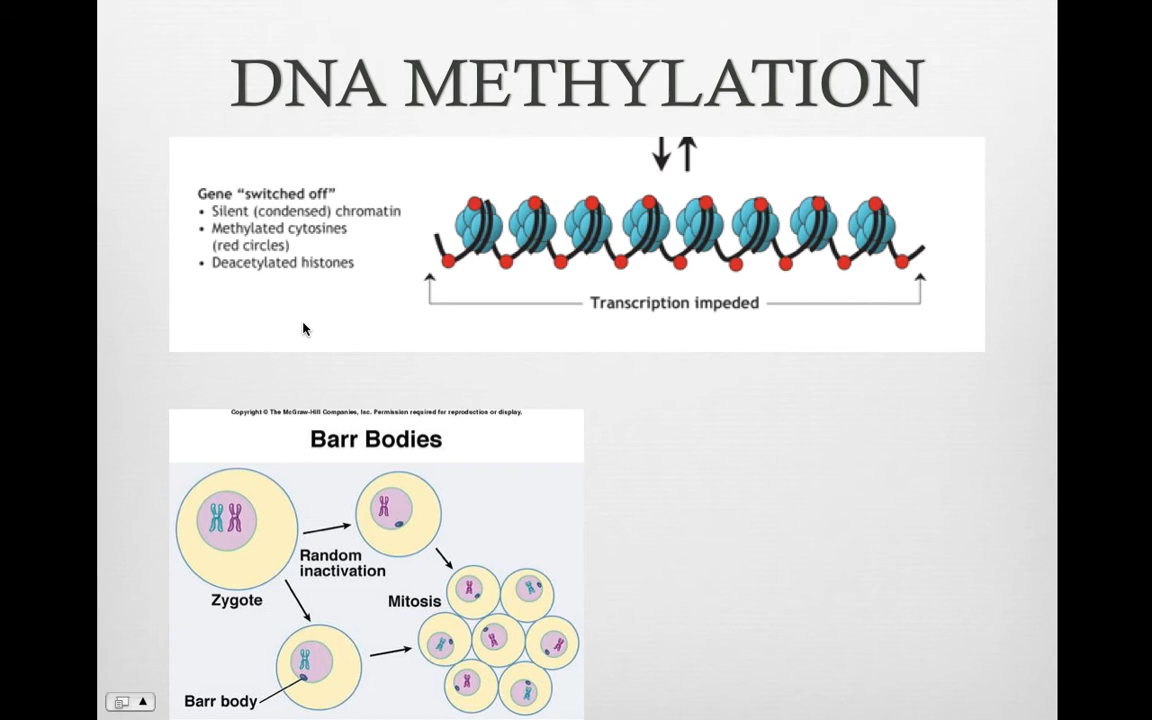 DNA METHYLATION
Gene “switched off”
• Silent (condensed) chromatin
• Methylated cytosines
(red circles)
• Deacetylated histones
Transcription impeded
Copyright © The McGraw-Hill Companies, Inc. Permission required for reproduction or display.
Barr Bodies
Random
inactivation
Zygote
Mitosis
Barr body